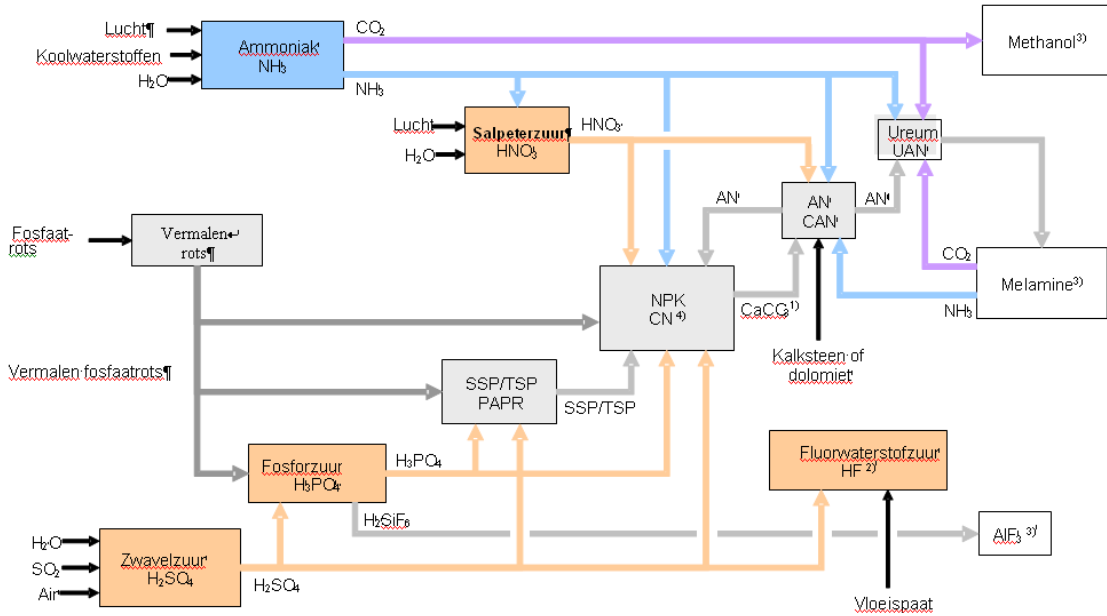 Lucht¶
Koolwaterstoffen
H₂O
Ammoniak
NH₃
CO₂
NH₃
Methanol³⁾
Lucht
H₂O
Salpeterzuur¶
HNO₃
HNO₃
Ureum
UAN
AN
AN
CAN
AN
Fosfaat-
rots
Vermalen↵
rots¶
CO₂
NH₃
Melamine³⁾
NPK
CN ⁴⁾
CaCO₃¹⁾
Kalksteen of
dolomiet
Vermalen fosfaatrots¶
SSP/TSP
PAPR
SSP/TSP
Fosforzuur
H₃PO₄
H₃PO₄
H₂SiF₆
Fluorwaterstofzuur
HF ²⁾
AlF₃ ³⁾
H₂O
SO₂
Air
Zwavelzuur
H₂SO₄
H₂SO₄
Vloeispaat